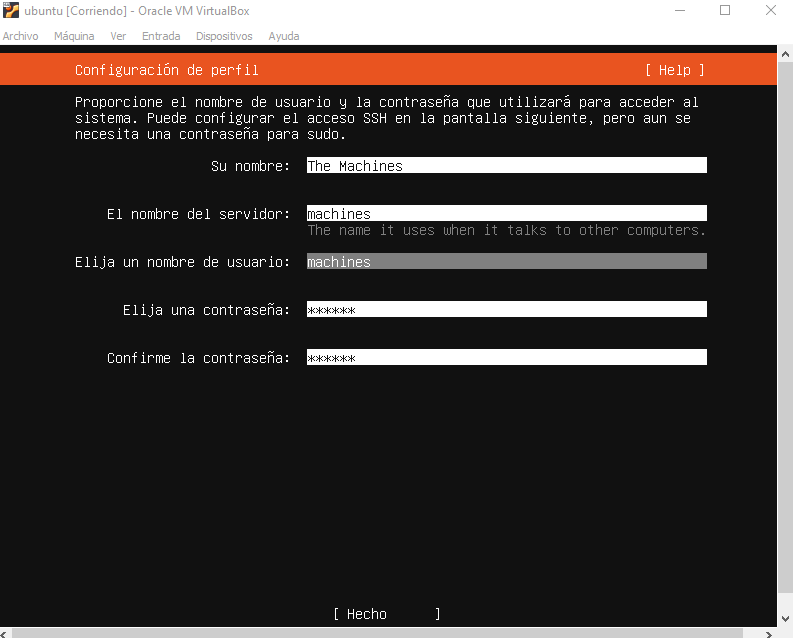 ubuntu [Corriendo] - Oracle VM VirtualBox
Archivo Máquina Ver Entrada Dispositivos Ayuda
Configuración de perfil [ Help ]
Proporcione el nombre de usuario y la contraseña que utilizará para acceder al
sistema. Puede configurar el acceso SSH en la pantalla siguiente, pero aun se
necesita una contraseña para sudo.
Su nombre: The Machines
El nombre del servidor: machines
The name it uses when it talks to other computers.
Elija un nombre de usuario: machines
Elija una contraseña: ******
Confirme la contraseña: ******
[ Hecho ]